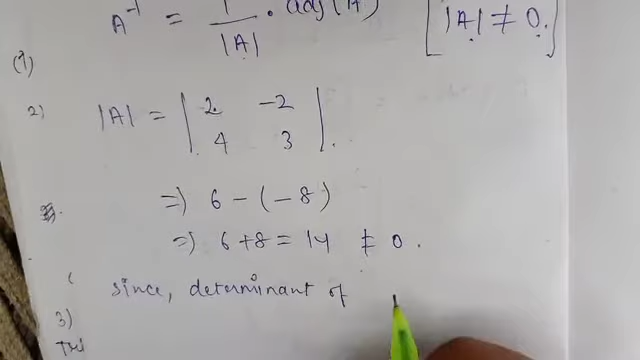 A⁻¹ = 1/|A| · adj(A) [|A| ≠ 0.]
(1)
2) |A| = | 2 -2 |
| 4 3 |.
=) 6 - (-8)
=) 6+8 = 14 ≠ 0.
since, determinant of
3)